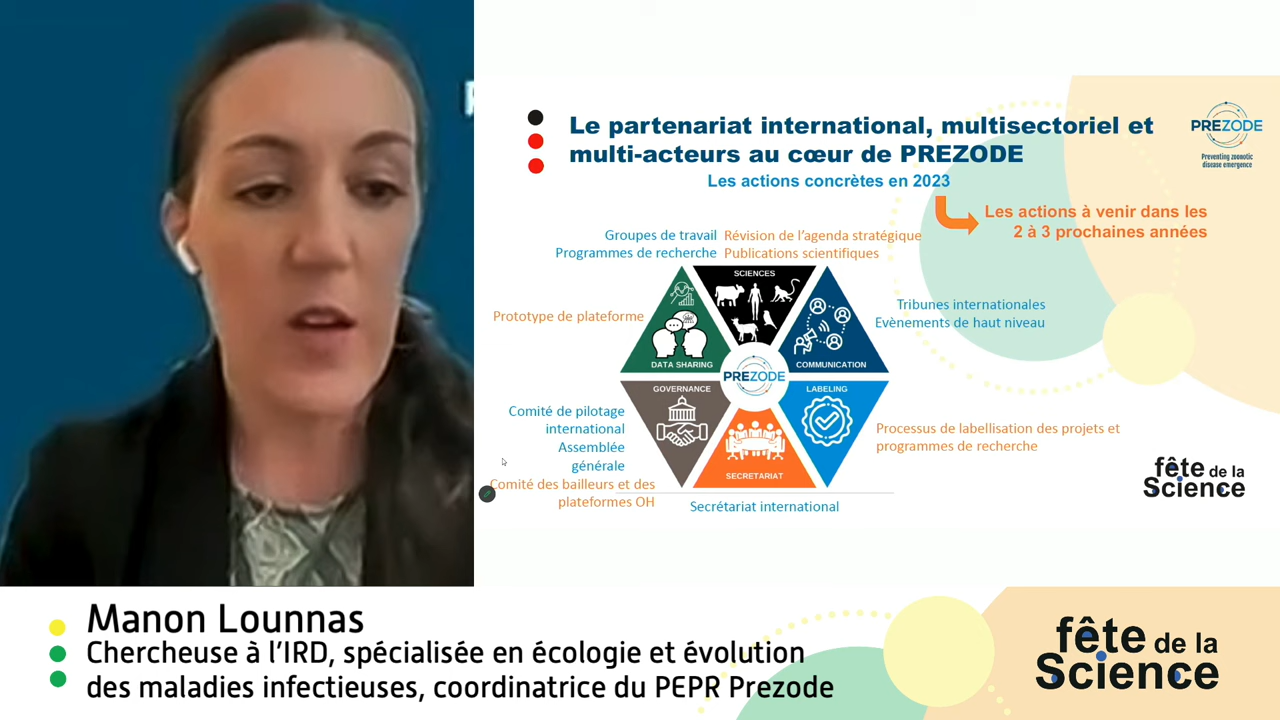 Le partenariat international, multisectoriel et
multi-acteurs au cœur de PREZODE
Les actions concrètes en 2023
Les actions à venir dans les
2 à 3 prochaines années
PREZODE
Preventing zoonotic
disease emergence
Groupes de travail
Programmes de recherche
Révision de l’agenda stratégique
Publications scientifiques
Prototype de plateforme
Tribunes internationales
Evènements de haut niveau
SCIENCES
DATA SHARING
COMMUNICATION
PREZODE
GOVERNANCE
LABELING
SECRETARIAT
Comité de pilotage
international
Assemblée
générale
Comité des bailleurs et des
plateformes OH
Processus de labellisation des projets et
programmes de recherche
Secrétariat international
fête de la
Science
Manon Lounnas
Chercheuse à l’IRD, spécialisée en écologie et évolution
des maladies infectieuses, coordinatrice du PEPR Prezode
fête de la
Science